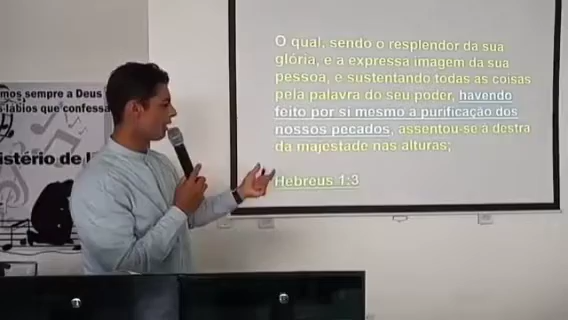 O qual, sendo o resplendor da sua
glória, e a expressa imagem da sua
pessoa, e sustentando todas as coisas
pela palavra do seu poder, havendo
feito por si mesmo a purificação dos
nossos pecados, assentou-se à destra
da majestade nas alturas;
Hebreus 1:3
mos sempre a Deus
lábios que confessa
istério de